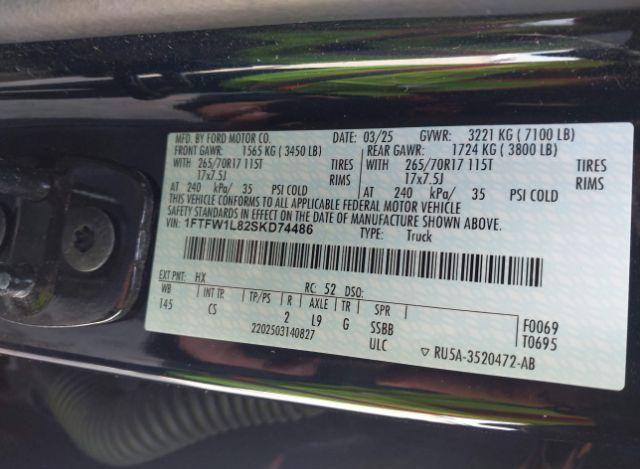 MFD. BY FORD MOTOR CO. DATE: 03/25 GVWR: 3221 KG ( 7100 LB)
FRONT GAWR: 1565 KG ( 3450 LB) REAR GAWR: 1724 KG ( 3800 LB)
WITH 265/70R17 115T TIRES WITH 265/70R17 115T TIRES
17x7.5J RIMS 17x7.5J RIMS
AT 240 kPa/ 35 PSI COLD AT 240 kPa/ 35 PSI COLD
THIS VEHICLE CONFORMS TO ALL APPLICABLE FEDERAL MOTOR VEHICLE
SAFETY STANDARDS IN EFFECT ON THE DATE OF MANUFACTURE SHOWN ABOVE.
VIN: 1FTFW1L82SKD74486 TYPE: Truck
EXT PNT: HX RC: 52 DSO:
WB INT TR TP/PS R AXLE TR SPR
145 CS 2 L9 G SSBB F0069
2202503140827 ULC T0695
▽ RU5A-3520472-AB